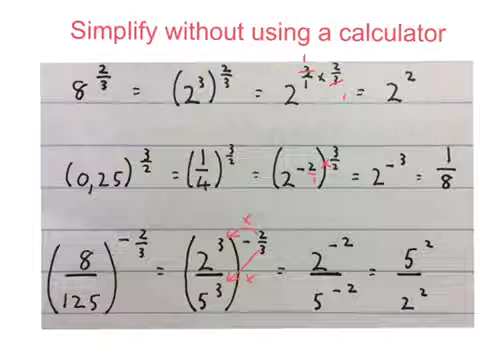 Simplify without using a calculator
8^(2/3) = (2^3)^(2/3) = 2^(3/1 × 2/3) = 2^2
(0,25)^(3/2) = (1/4)^(3/2) = (2^(-2/1))^(3/2) = 2^(-3) = 1/8
(8/125)^(-2/3) = (2^3/5^3)^(-2/3) = 2^(-2)/5^(-2) = 5^2/2^2